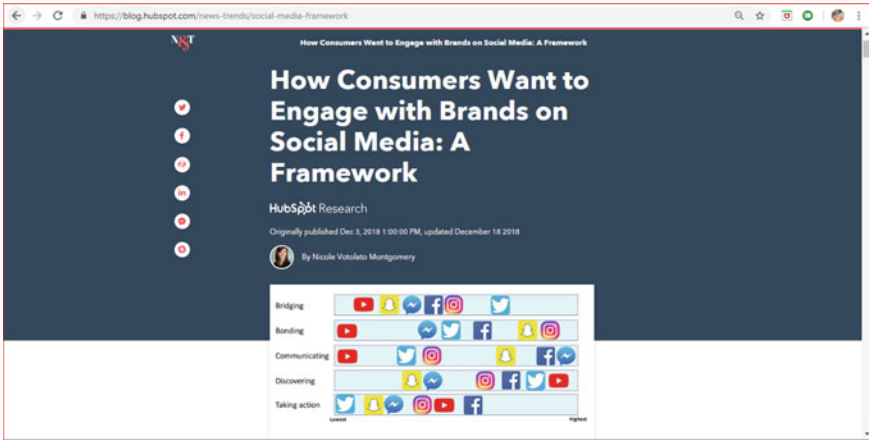 https://blog.hubspot.com/news-trends/social-media-framework
N&T
How Consumers Want to Engage with Brands on Social Media: A Framework
How Consumers Want to
Engage with Brands on
Social Media: A
Framework
HubSpot Research
Originally published Dec 3, 2018 1:00:00 PM, updated December 18 2018
By Nicole Votolato Montgomery
Bridging
Bonding
Communicating
Discovering
Taking action
Lowest
Highest